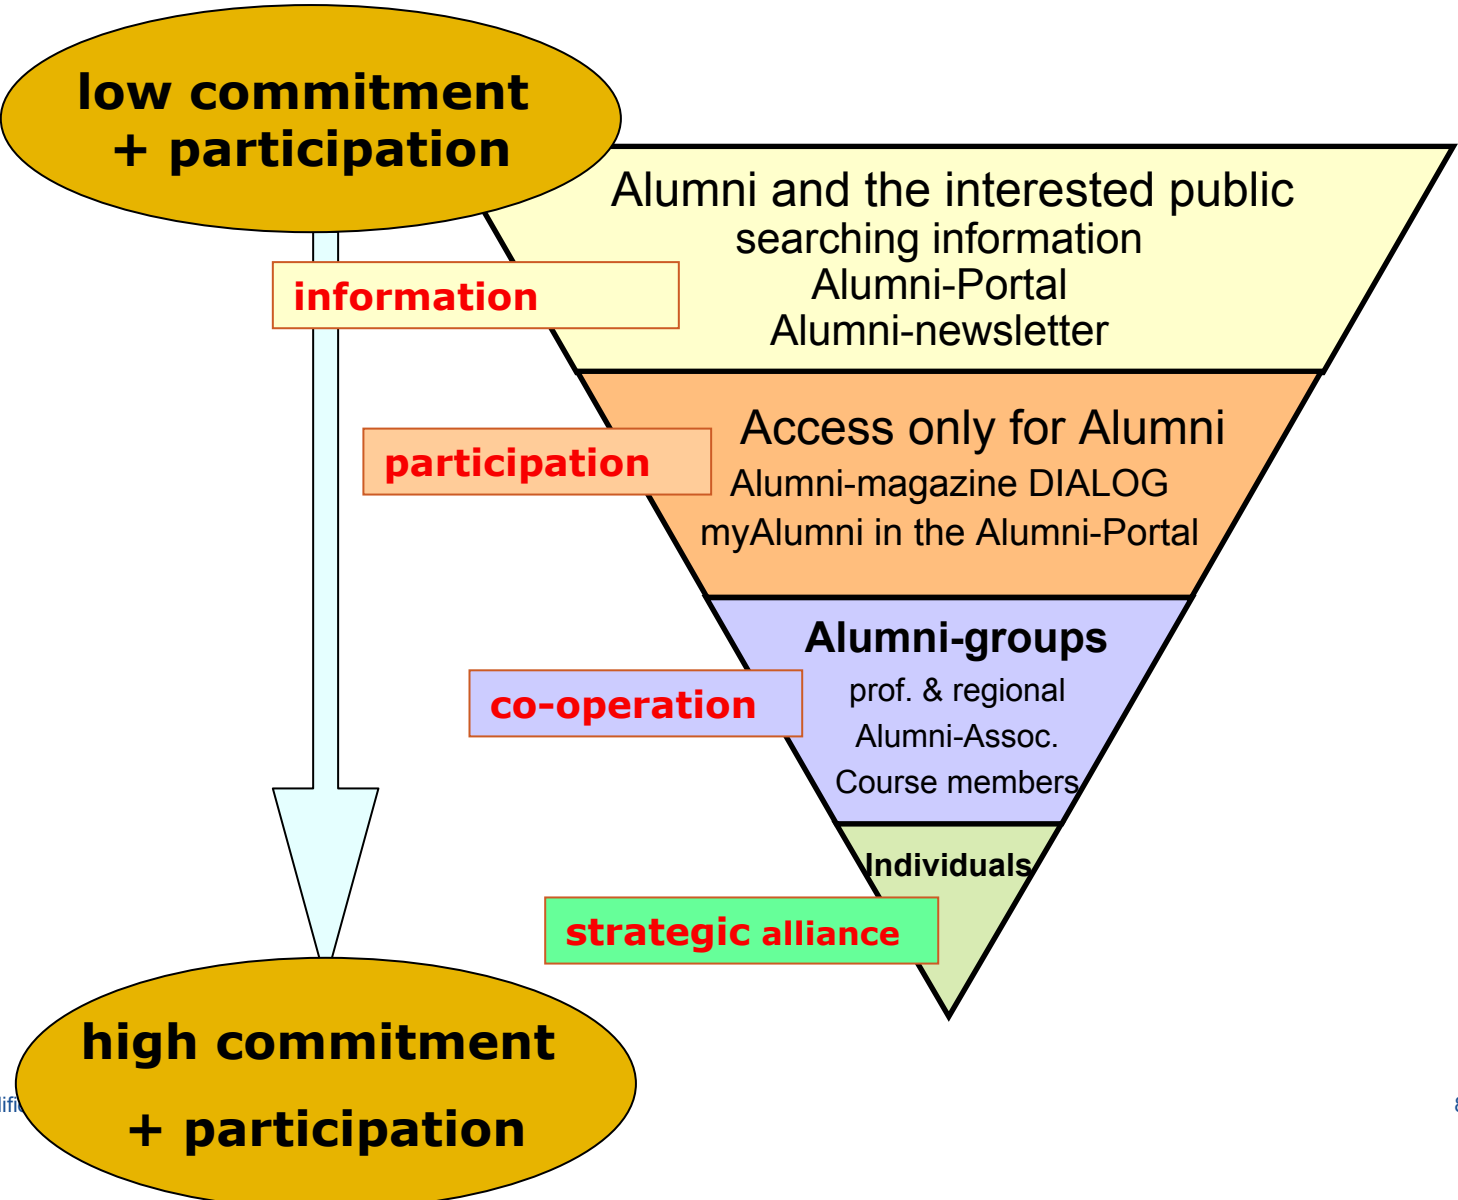 low commitment
+ participation
Alumni and the interested public
searching information
Alumni-Portal
Alumni-newsletter
information
Access only for Alumni
participation
Alumni-magazine DIALOG
myAlumni in the Alumni-Portal
Alumni-groups
prof. & regional
co-operation
Alumni-Assoc.
Course members
Individuals
strategic alliance
high commitment
+ participation